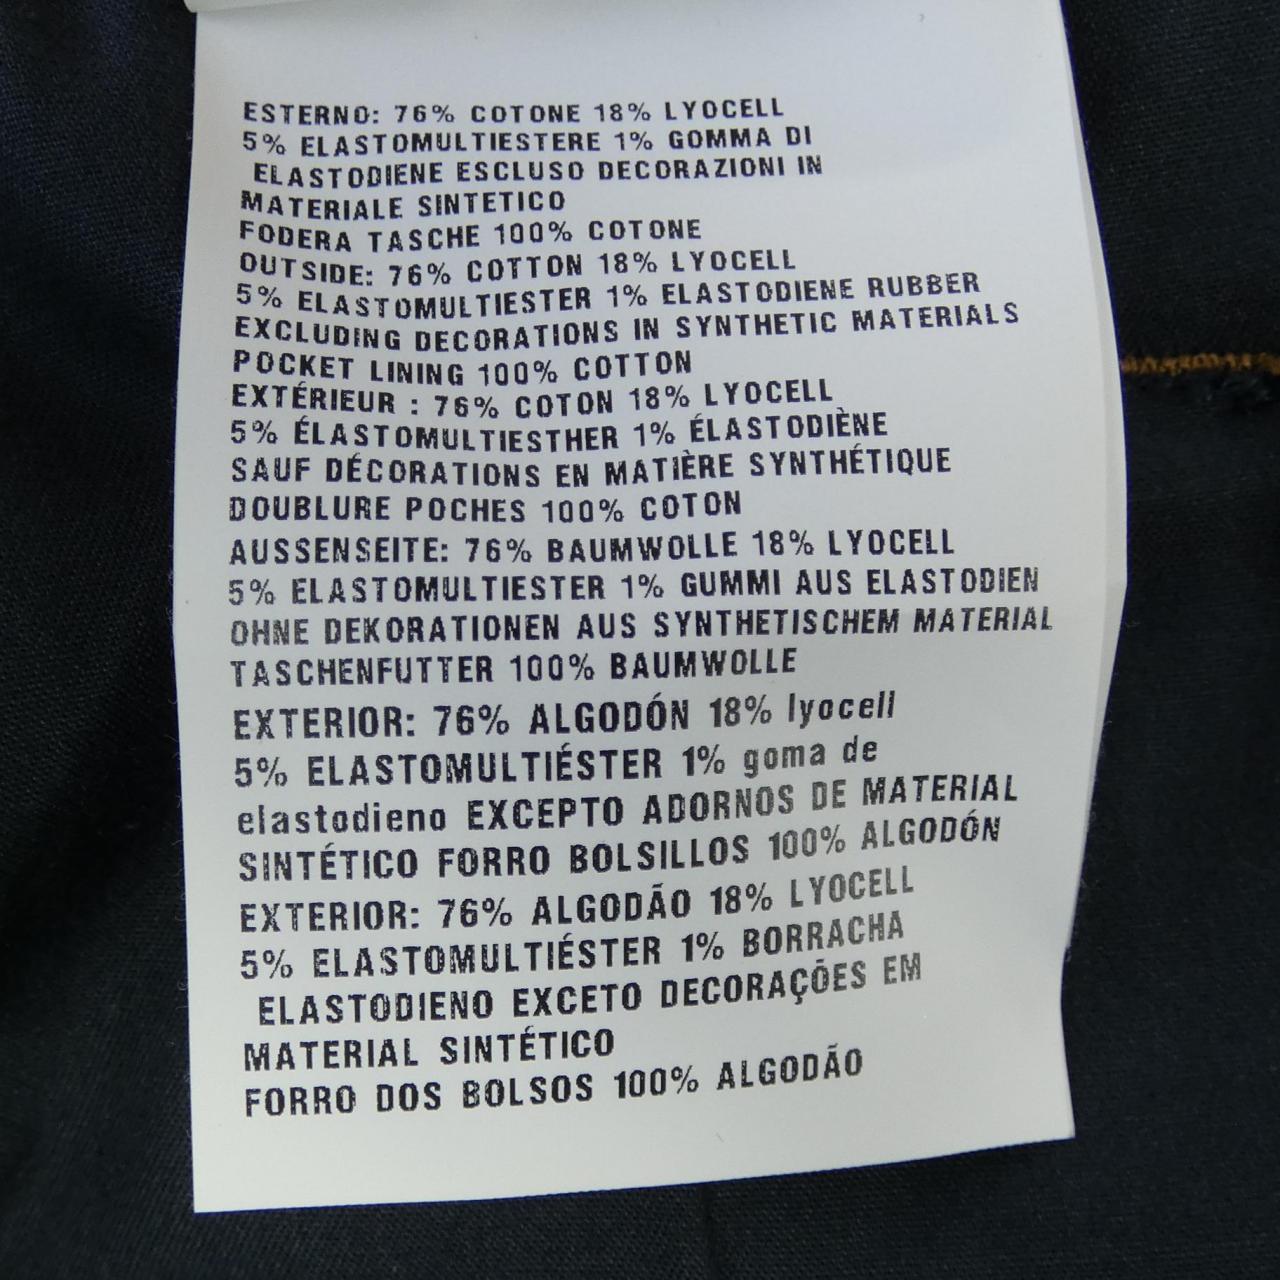 ESTERNO: 76% COTONE 18% LYOCELL
5% ELASTOMULTIESTERE 1% GOMMA DI
ELASTODIENE ESCLUSO DECORAZIONI IN
MATERIALE SINTETICO
FODERA TASCHE 100% COTONE
OUTSIDE: 76% COTTON 18% LYOCELL
5% ELASTOMULTIESTER 1% ELASTODIENE RUBBER
EXCLUDING DECORATIONS IN SYNTHETIC MATERIALS
POCKET LINING 100% COTTON
EXTÉRIEUR : 76% COTON 18% LYOCELL
5% ÉLASTOMULTIESTHER 1% ÉLASTODIÈNE
SAUF DÉCORATIONS EN MATIÈRE SYNTHÉTIQUE
DOUBLURE POCHES 100% COTON
AUSSENSEITE: 76% BAUMWOLLE 18% LYOCELL
5% ELASTOMULTIESTER 1% GUMMI AUS ELASTODIEN
OHNE DEKORATIONEN AUS SYNTHETISCHEM MATERIAL
TASCHENFUTTER 100% BAUMWOLLE
EXTERIOR: 76% ALGODÓN 18% lyocell
5% ELASTOMULTIÉSTER 1% goma de
elastodieno EXCEPTO ADORNOS DE MATERIAL
SINTÉTICO FORRO BOLSILLOS 100% ALGODÓN
EXTERIOR: 76% ALGODÃO 18% LYOCELL
5% ELASTOMULTIÉSTER 1% BORRACHA
ELASTODIENO EXCETO DECORAÇÕES EM
MATERIAL SINTÉTICO
FORRO DOS BOLSOS 100% ALGODÃO